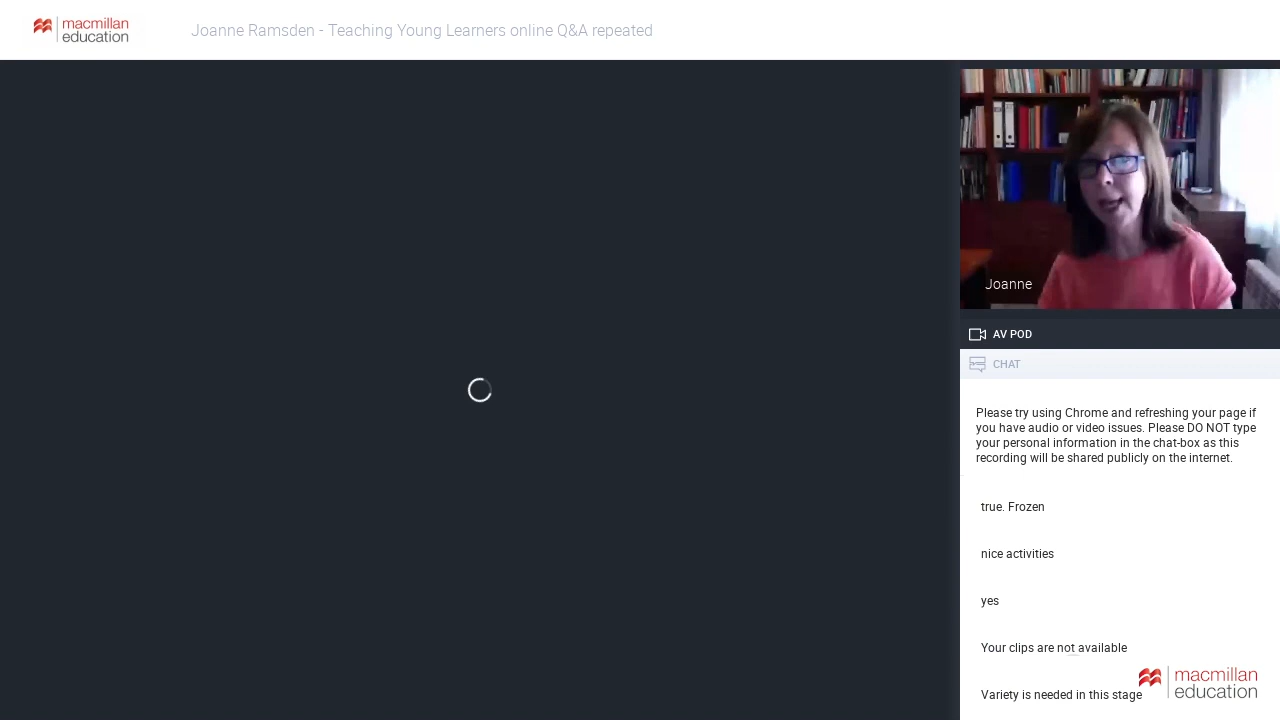 macmillan
education
Joanne Ramsden - Teaching Young Learners online Q&A repeated
Joanne
AV POD
CHAT
Please try using Chrome and refreshing your page if
you have audio or video issues. Please DO NOT type
your personal information in the chat-box as this
recording will be shared publicly on the internet.
true. Frozen
nice activities
yes
Your clips are not available
Variety is needed in this stage
macmillan
education